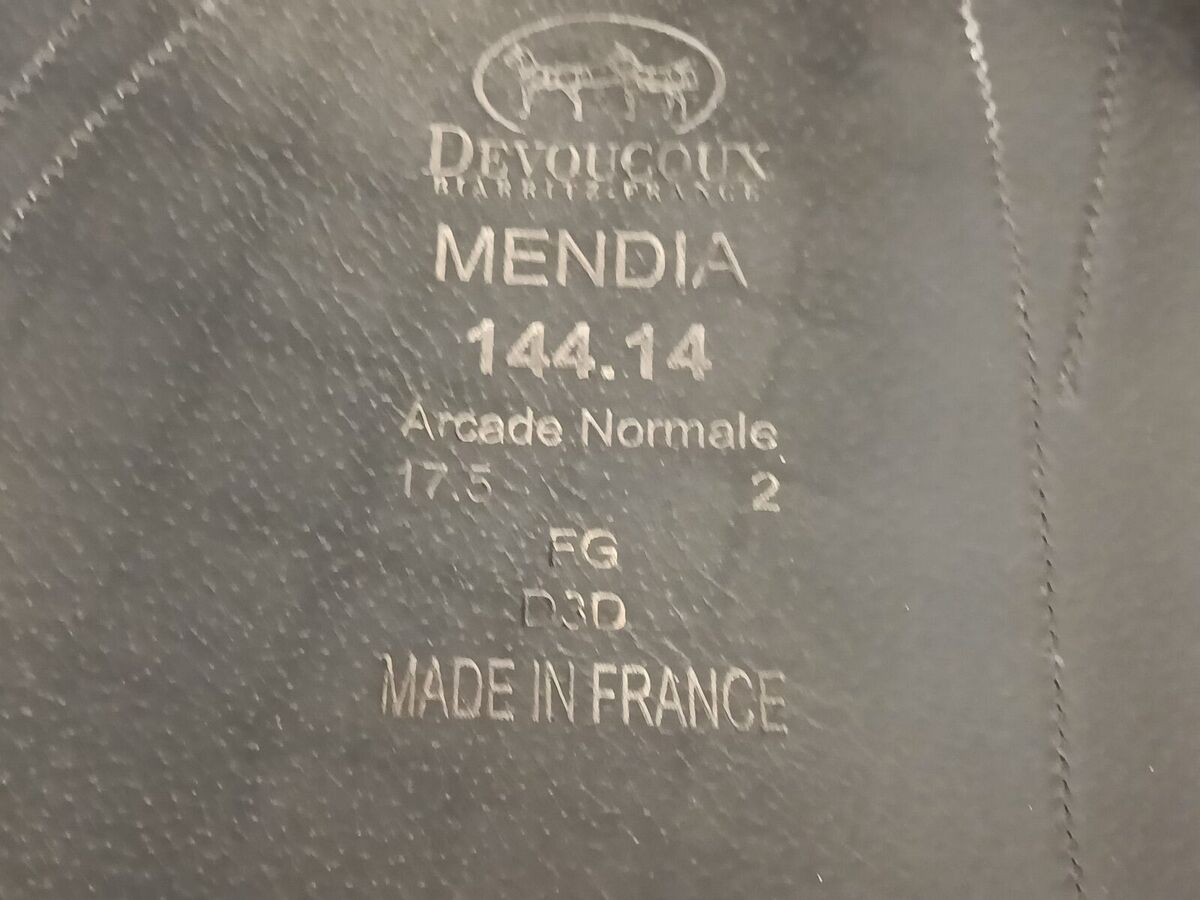 DEVOUCOUX
BIARRITZ-FRANCE
MENDIA
144.14
Arcade Normale
17.5 2
FG
D3D
MADE IN FRANCE